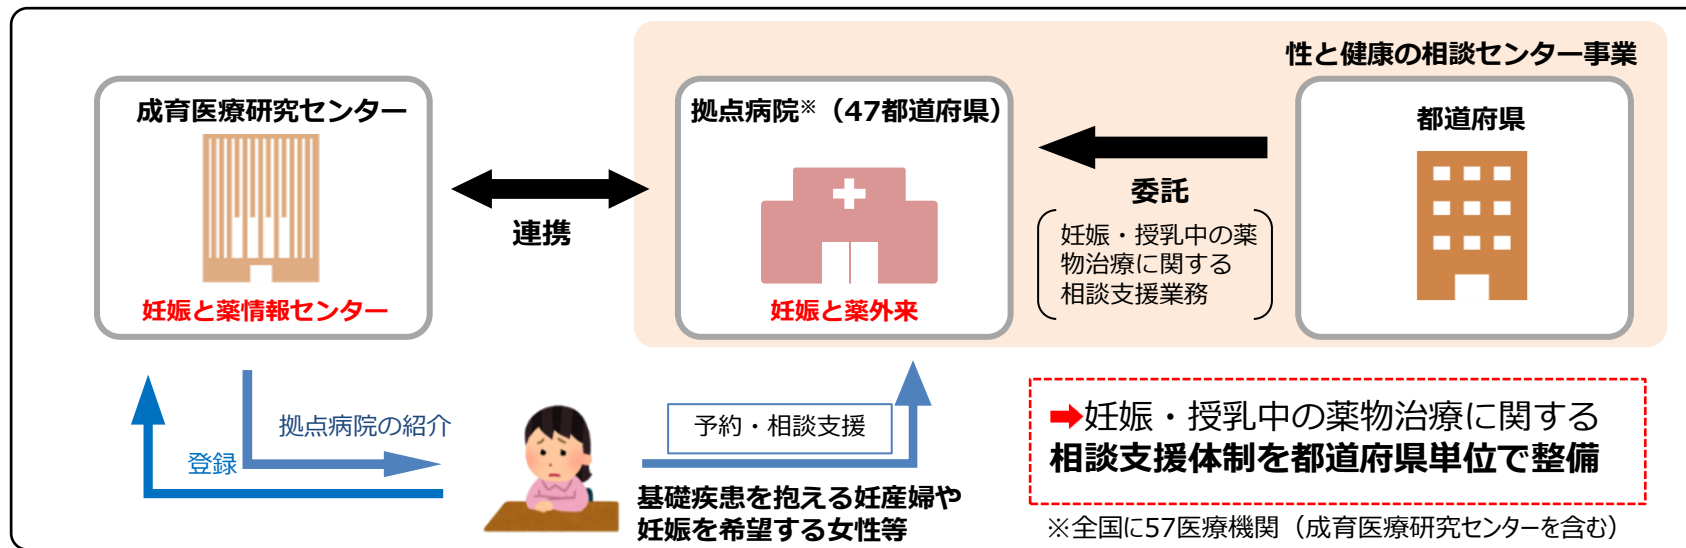 性と健康の相談センター事業
成育医療研究センター
妊娠と薬情報センター
連携
拠点病院※（47都道府県）
妊娠と薬外来
委託
妊娠・授乳中の薬
物治療に関する
相談支援業務
都道府県
拠点病院の紹介
登録
予約・相談支援
基礎疾患を抱える妊産婦や
妊娠を希望する女性等
➡妊娠・授乳中の薬物治療に関する
相談支援体制を都道府県単位で整備
※全国に57医療機関（成育医療研究センターを含む）